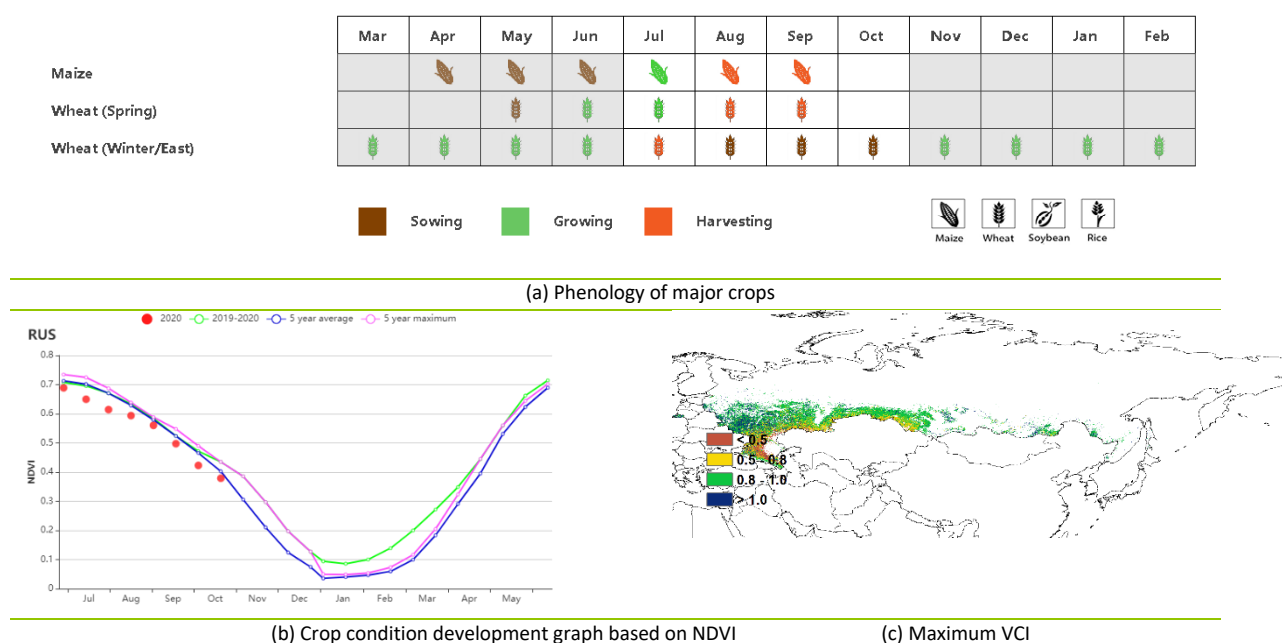 Mar Apr May Jun Jul Aug Sep Oct Nov Dec Jan Feb
Maize
Wheat (Spring)
Wheat (Winter/East)
Sowing Growing Harvesting
Maize Wheat Soybean Rice
(a) Phenology of major crops
2020 2019-2020 5 year average 5 year maximum
RUS
0.8
0.7
0.6
0.5
0.4
0.3
0.2
0.1
0
NDVI
Jul Aug Sep Oct Nov Dec Jan Feb Mar Apr May
< 0.5
0.5 - 0.8
0.8 - 1.0
> 1.0
(b) Crop condition development graph based on NDVI (c) Maximum VCI